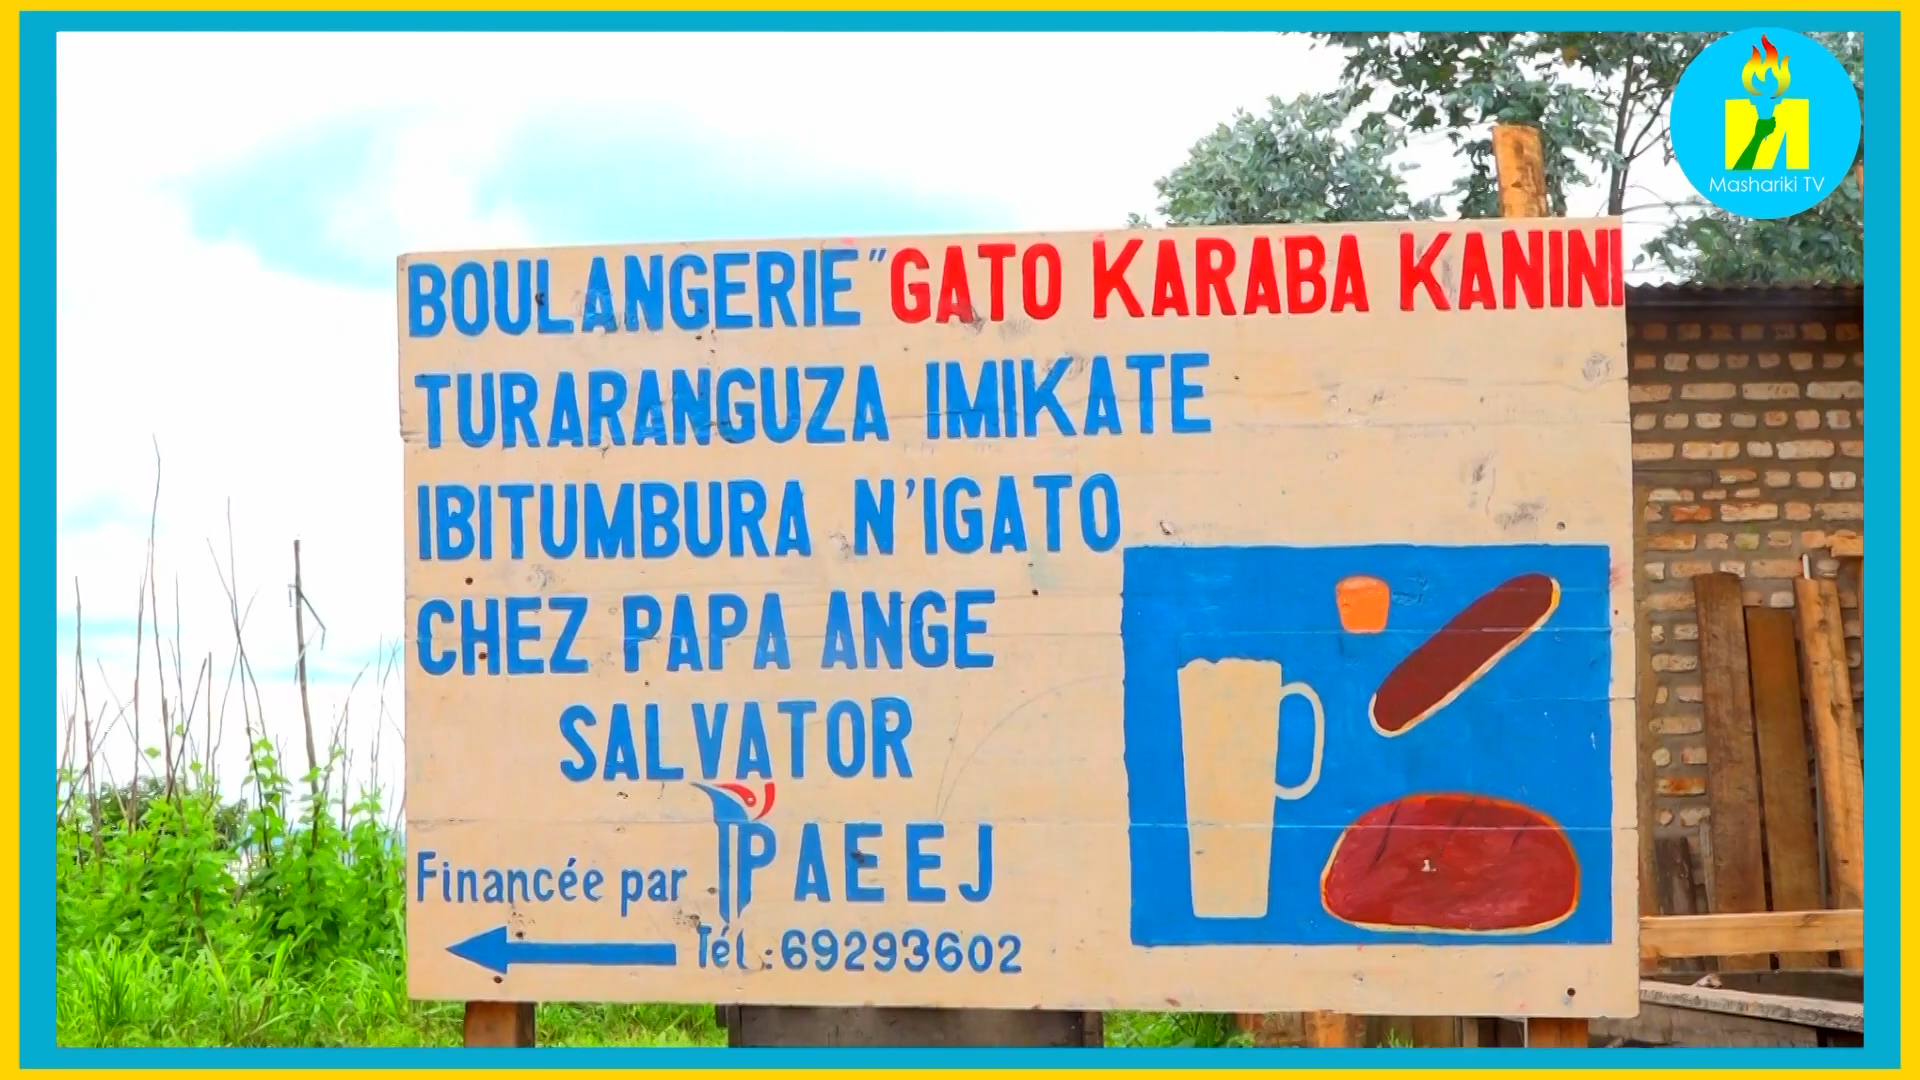 BOULANGERIE "GATO KARABA KANINI
TURARANGUZA IMIKATE
IBITUMBURA N'IGATO
CHEZ PAPA ANGE
SALVATOR
Financée par PAEEJ
Tél.:69293602
Mashariki TV